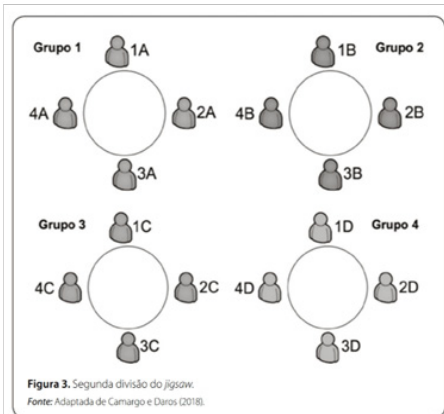 Grupo 1
1A
4A
2A
3A
1B
Grupo 2
4B
2B
3B
Grupo 3
1C
4C
2C
3C
1D
Grupo 4
4D
2D
3D
Figura 3. Segunda divisão do jigsaw.
Fonte: Adaptada de Camargo e Daros (2018).